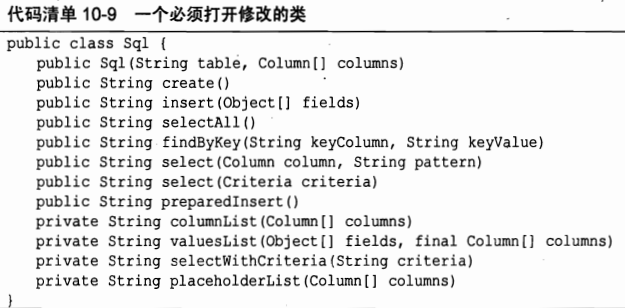 代码清单 10-9 一个必须打开修改的类
public class Sql {
public Sql(String table, Column[] columns)
public String create()
public String insert(Object[] fields)
public String selectAll()
public String findByKey(String keyColumn, String keyValue)
public String select(Column column, String pattern)
public String select(Criteria criteria)
public String preparedInsert()
private String columnList(Column[] columns)
private String valuesList(Object[] fields, final Column[] columns)
private String selectWithCriteria(String criteria)
private String placeholderList(Column[] columns)
}